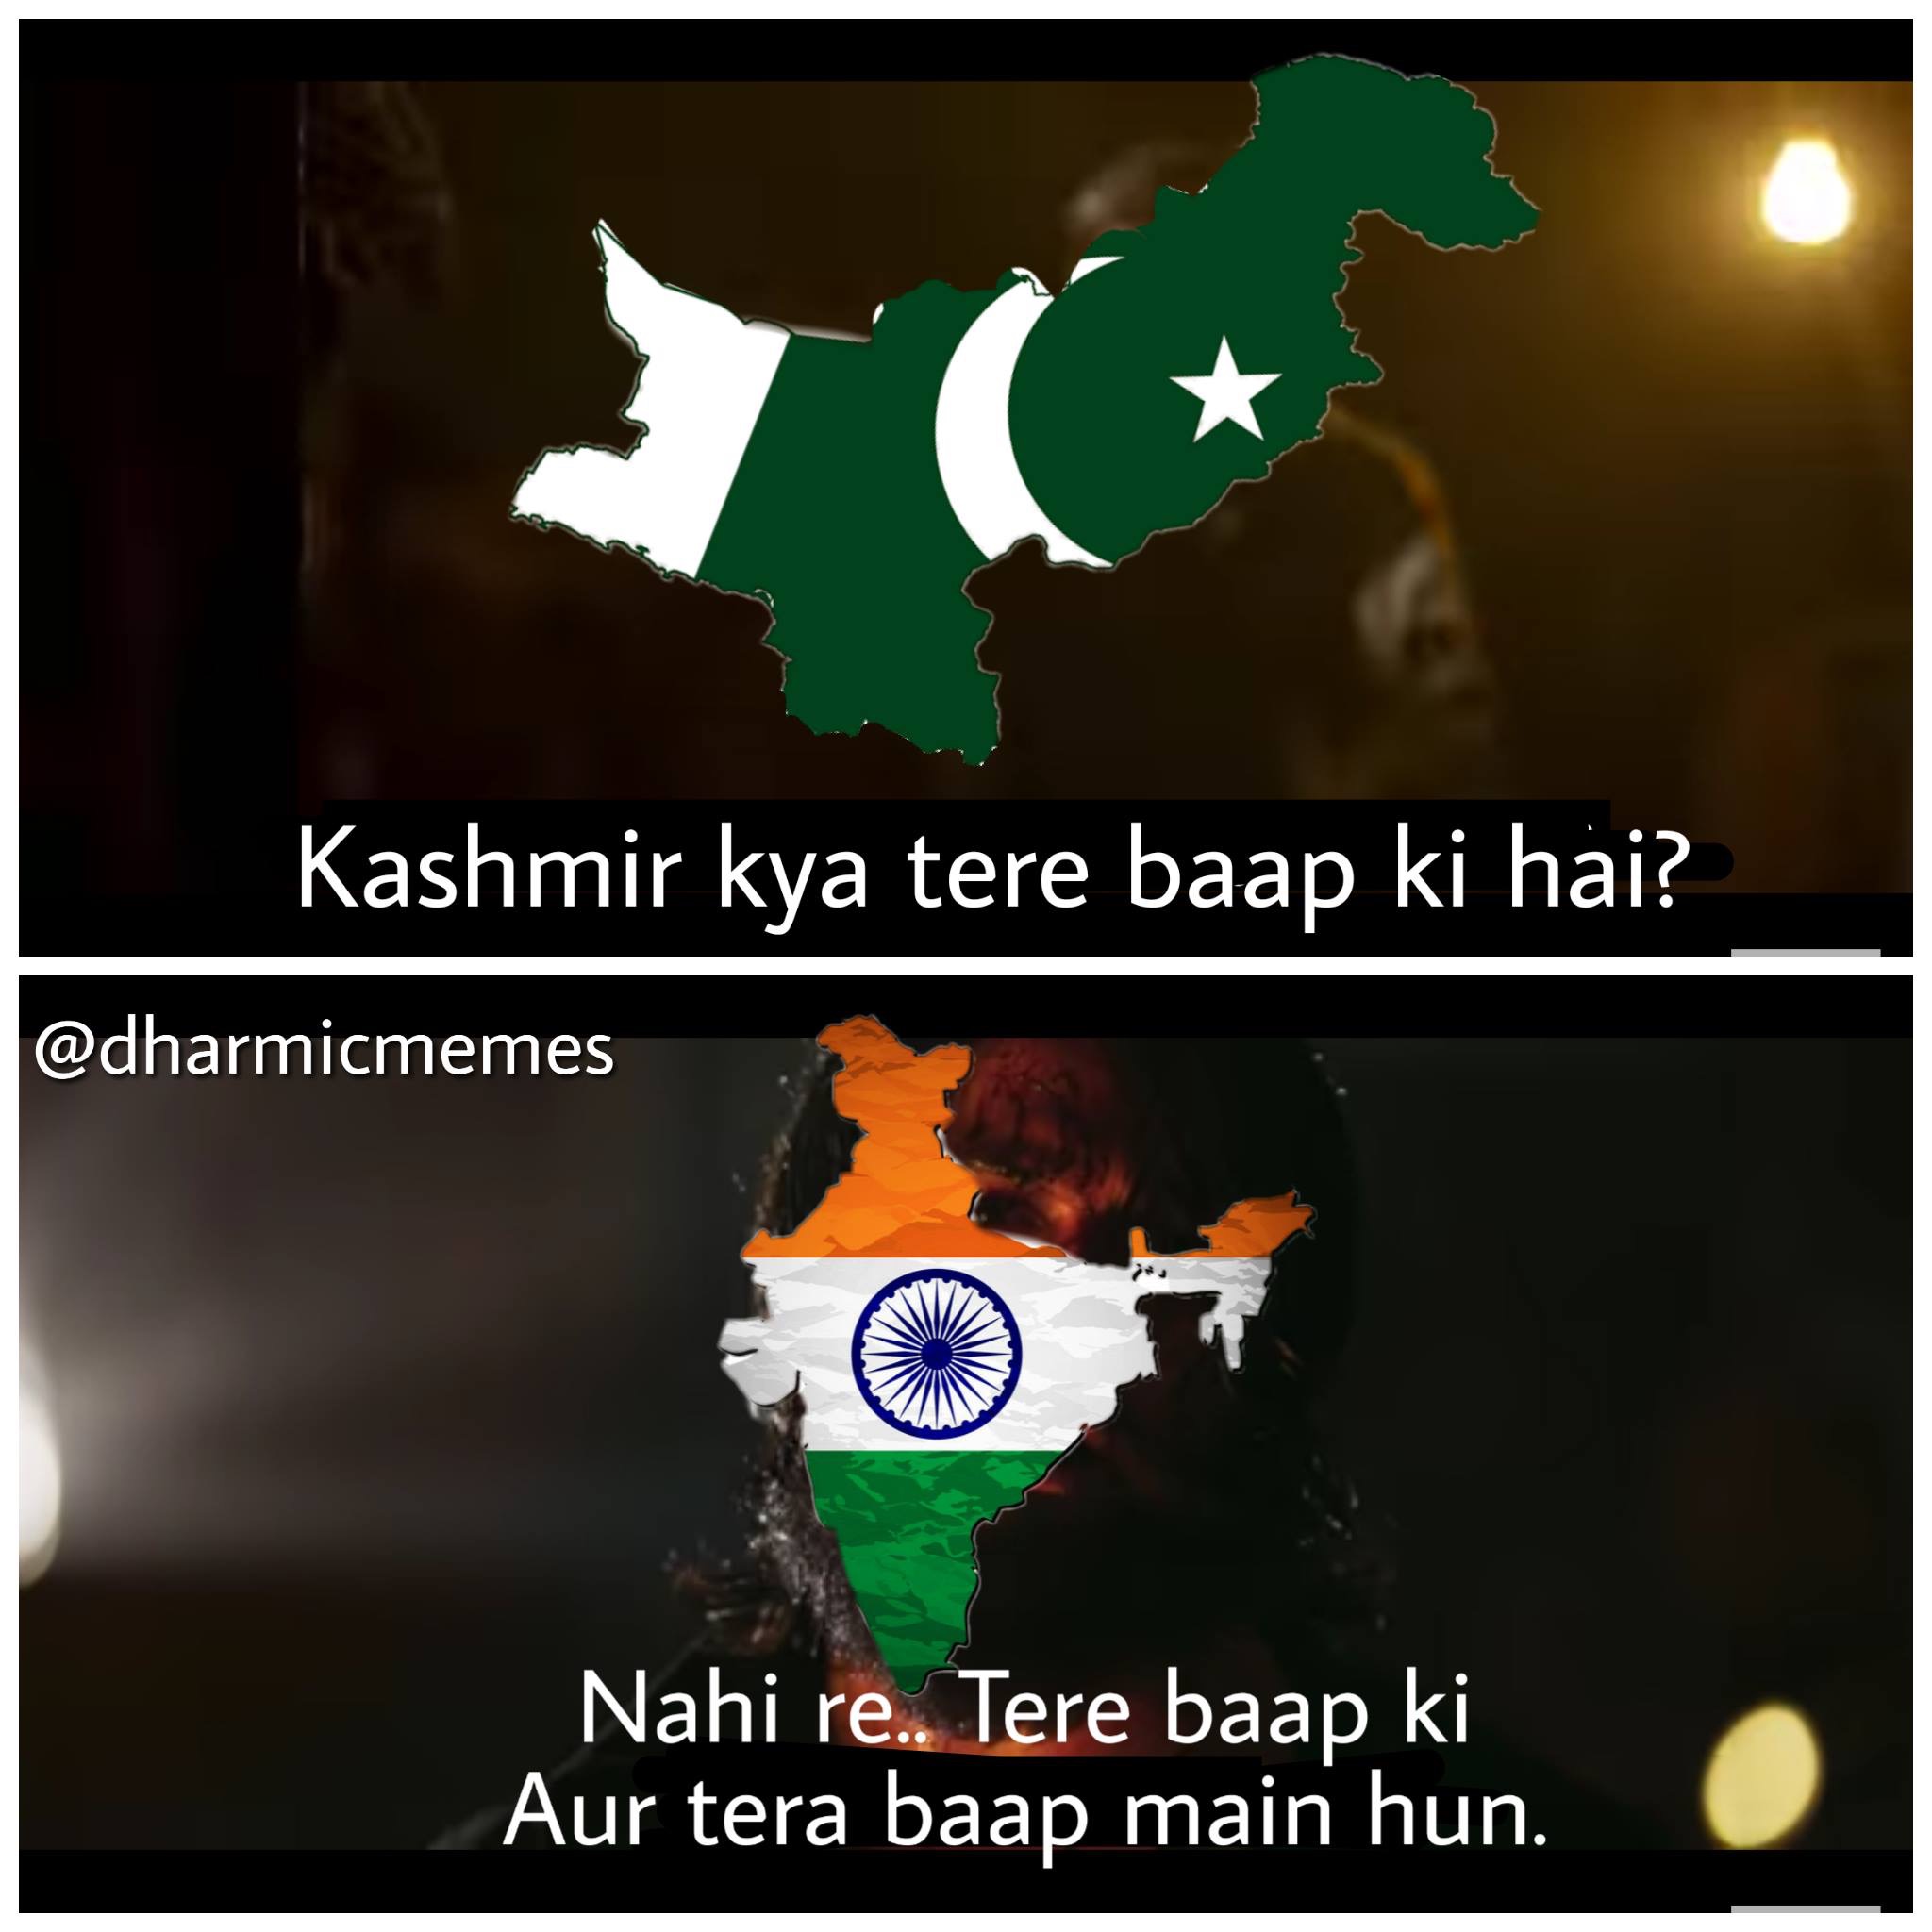 Kashmir kya tere baap ki hai?
@dharmicmemes
Nahi re.. Tere baap ki
Aur tera baap main hun.